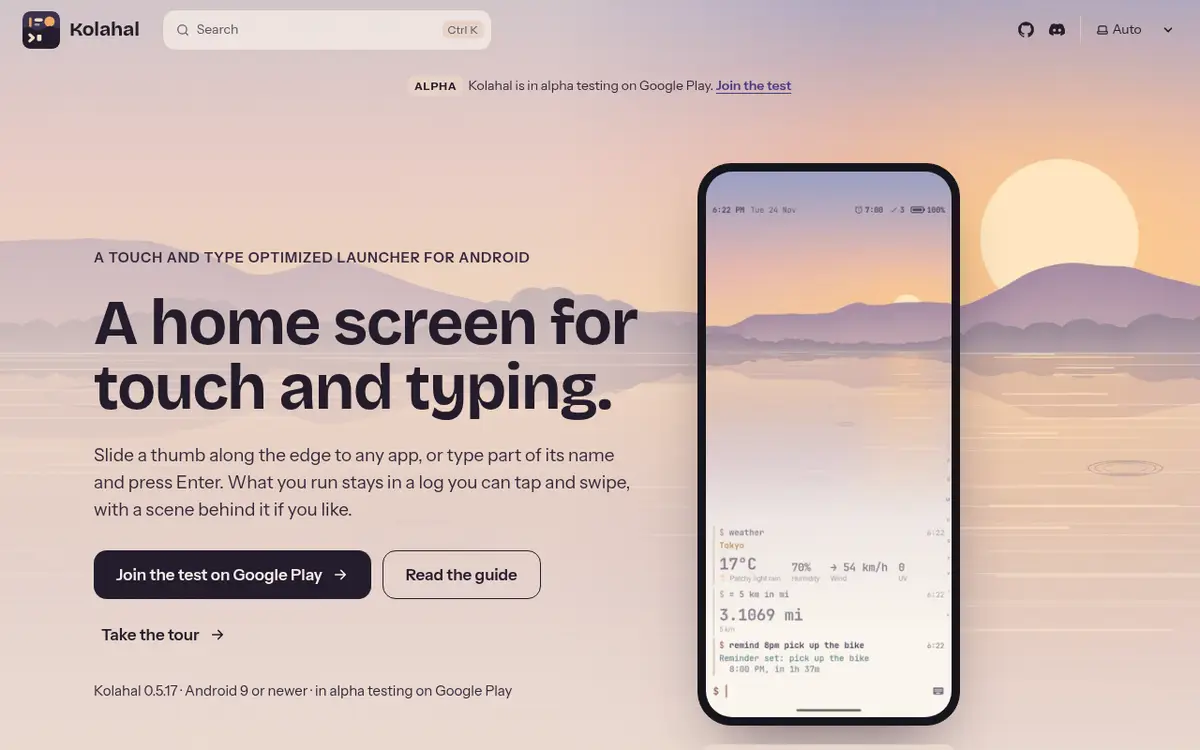 Kolahal
Search
Ctrl K
Auto
ALPHA Kolahal is in alpha testing on Google Play. Join the test
A TOUCH AND TYPE OPTIMIZED LAUNCHER FOR ANDROID
A home screen for
touch and typing.
Slide a thumb along the edge to any app, or type part of its name
and press Enter. What you run stays in a log you can tap and swipe,
with a scene behind it if you like.
Join the test on Google Play →
Read the guide
Take the tour →
Kolahal 0.5.17 · Android 9 or newer · in alpha testing on Google Play
6:22 PM Tue 24 Nov 7:00 ✓ 3 100%
$ weather 6:22
Tokyo
17°C 70% → 54 km/h 0
Patchy light rain Humidity Wind UV
$ = 5 km in mi 6:22
3.1069 mi
5 km
$ remind 8pm pick up the bike 6:22
Reminder set: pick up the bike
8:00 PM, in 1h 37m
$